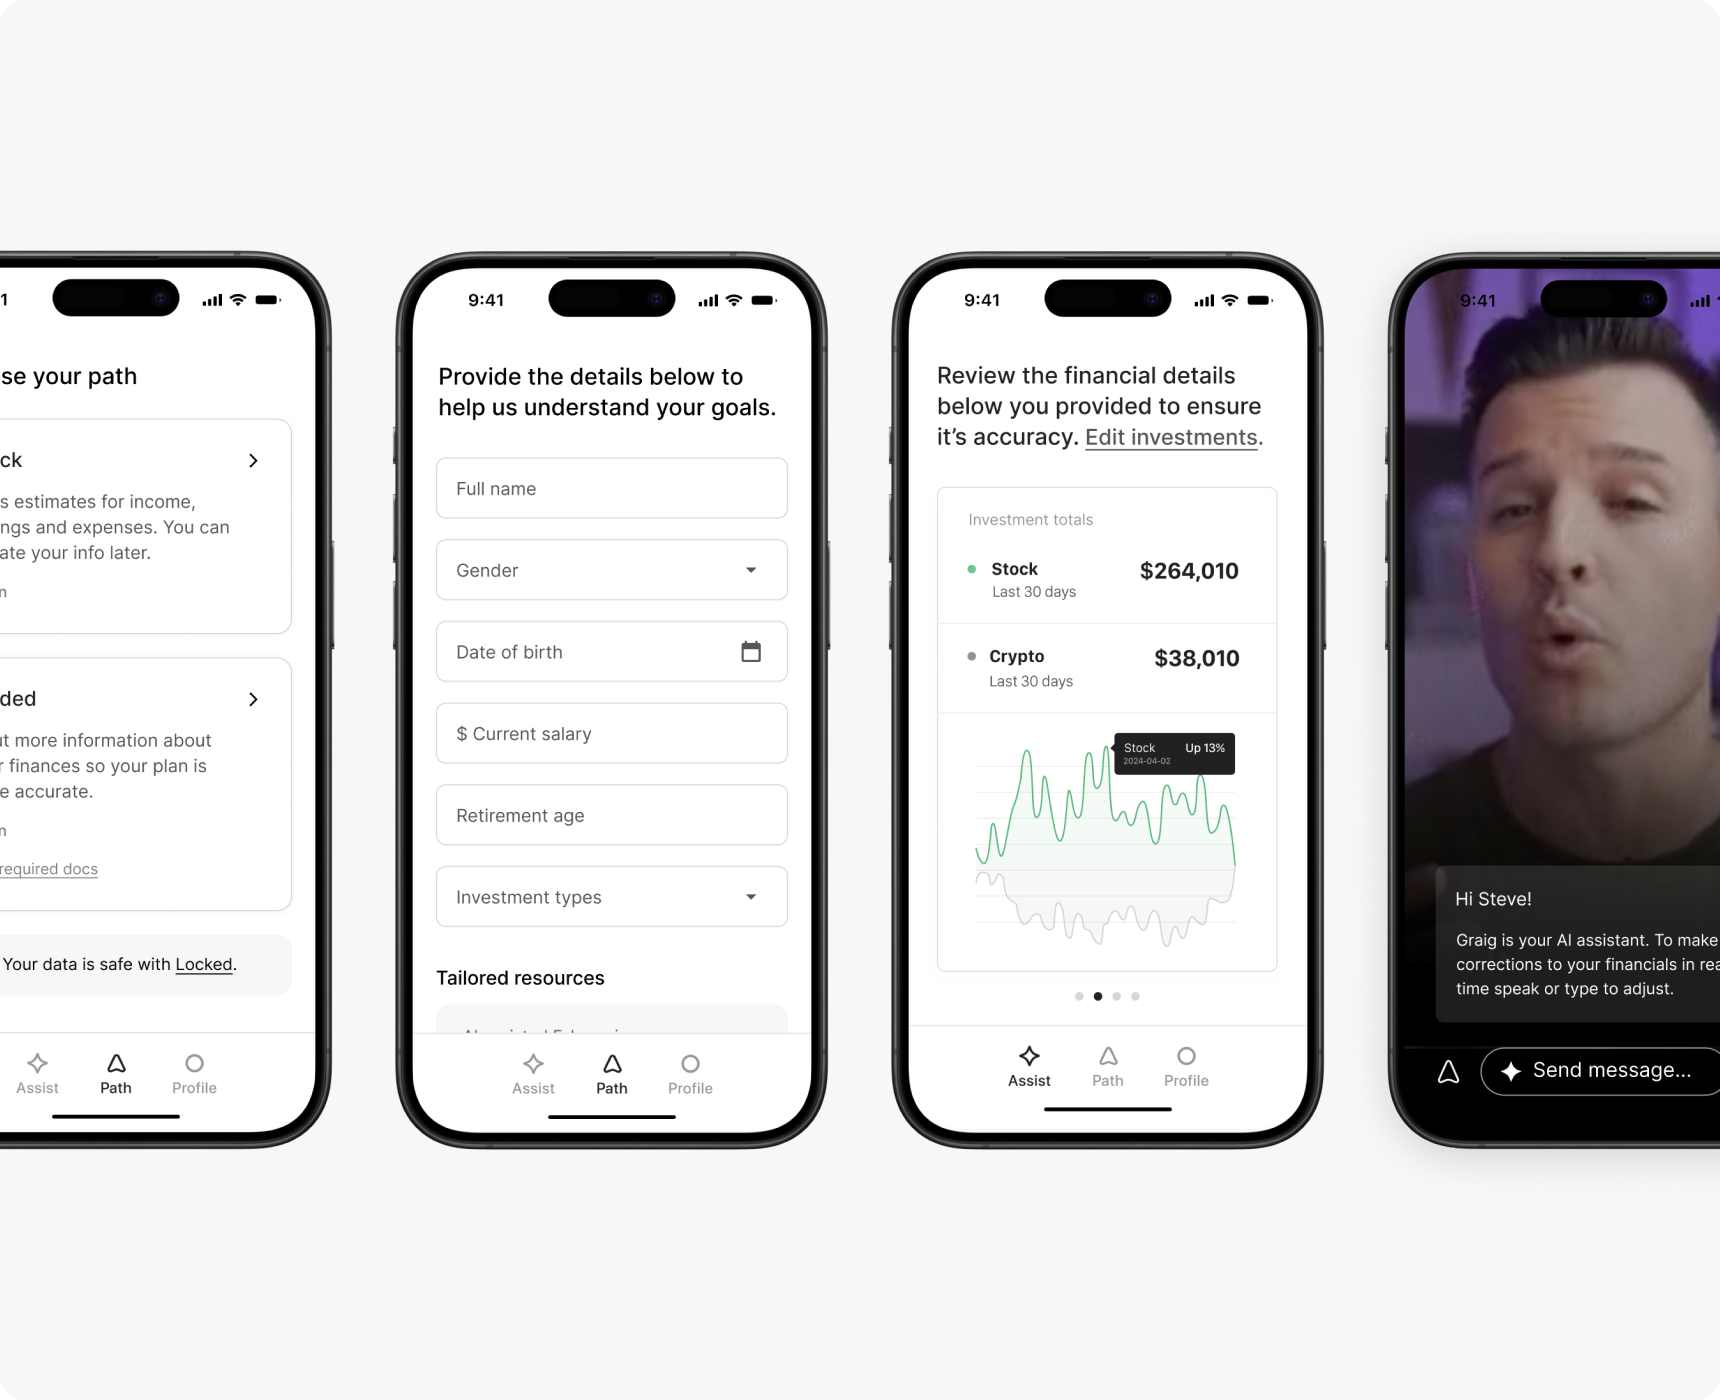 1
se your path
ck
s estimates for income,
ngs and expenses. You can
ate your info later.
n
ded
ut more information about
r finances so your plan is
e accurate.
n
required docs
Your data is safe with Locked.
Assist
Path
Profile
9:41
Provide the details below to
help us understand your goals.
Full name
Gender
Date of birth
$ Current salary
Retirement age
Investment types
Tailored resources
Assist
Path
Profile
9:41
Review the financial details
below you provided to ensure
it's accuracy. Edit investments.
Investment totals
Stock $264,010
Last 30 days
Crypto $38,010
Last 30 days
Stock Up 13%
2024-04-02
Assist
Path
Profile
9:41
Hi Steve!
Graig is your AI assistant. To make
corrections to your financials in rea
time speak or type to adjust.
Send message...